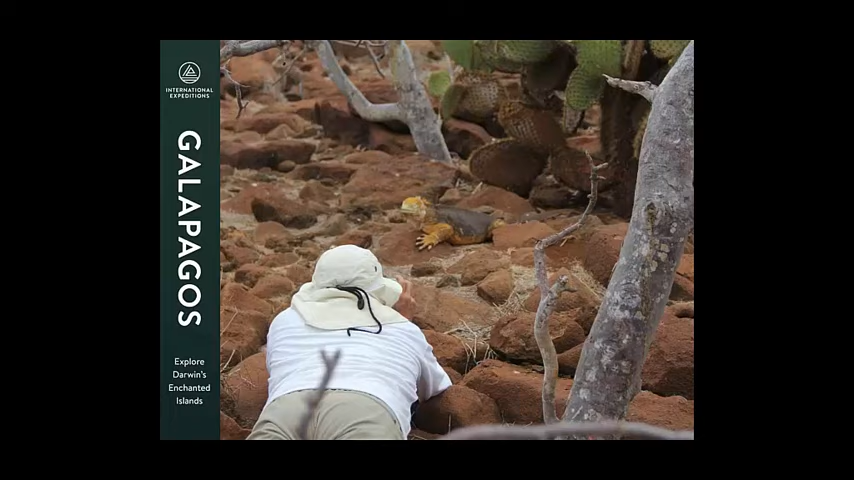 INTERNATIONAL
EXPEDITIONS
GALAPAGOS
Explore
Darwin's
Enchanted
Islands